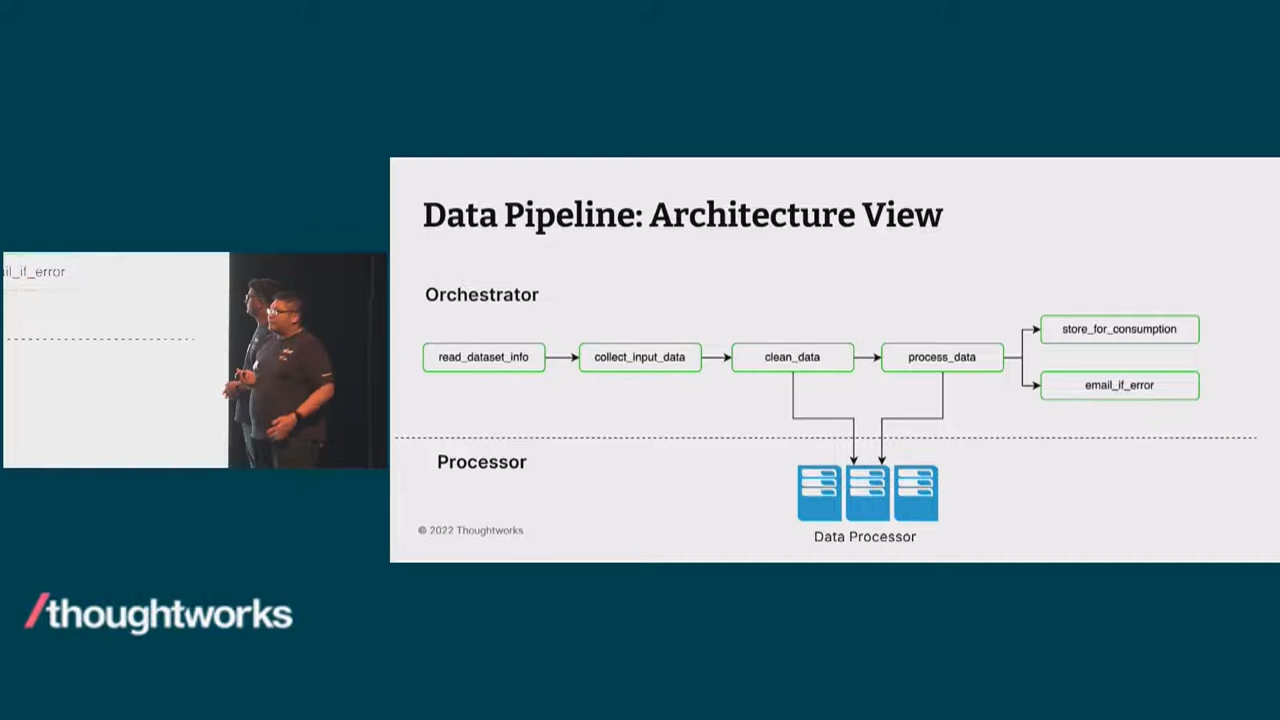 il_if_error
Data Pipeline: Architecture View
Orchestrator
read_dataset_info
collect_input_data
clean_data
process_data
store_for_consumption
email_if_error
Processor
Data Processor
© 2022 Thoughtworks
/thoughtworks